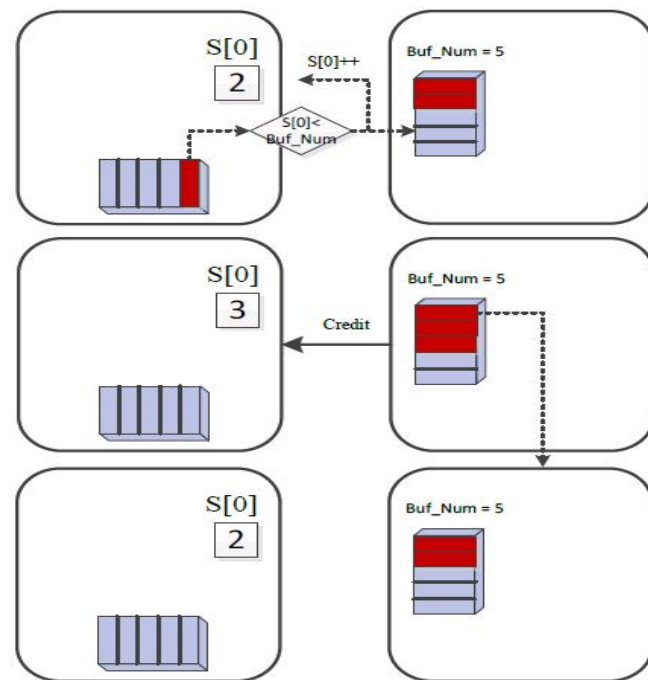 S[0]
2
S[0]++
S[0]<
Buf_Num
Buf_Num = 5
S[0]
3
Credit
Buf_Num = 5
S[0]
2
Buf_Num = 5